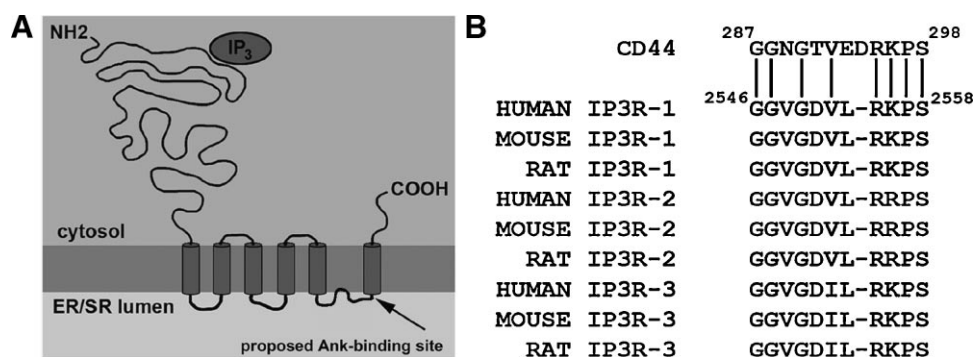 A
NH2
IP3
COOH
cytosol
ER/SR lumen
proposed Ank-binding site
B
CD44 287 GGNGTVEDRKPS 298
HUMAN IP3R-1 2546 GGVGDVL-RKPS 2558
MOUSE IP3R-1 GGVGDVL-RKPS
RAT IP3R-1 GGVGDVL-RKPS
HUMAN IP3R-2 GGVGDVL-RRPS
MOUSE IP3R-2 GGVGDVL-RRPS
RAT IP3R-2 GGVGDVL-RRPS
HUMAN IP3R-3 GGVGDIL-RKPS
MOUSE IP3R-3 GGVGDIL-RKPS
RAT IP3R-3 GGVGDIL-RKPS